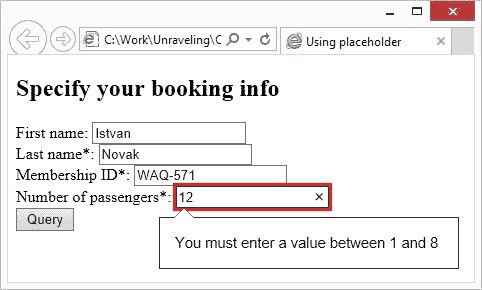 C:\Work\Unraveling\C
Using placeholder
Specify your booking info
First name: Istvan
Last name*: Novak
Membership ID*: WAQ-571
Number of passengers*: 12
Query
You must enter a value between 1 and 8